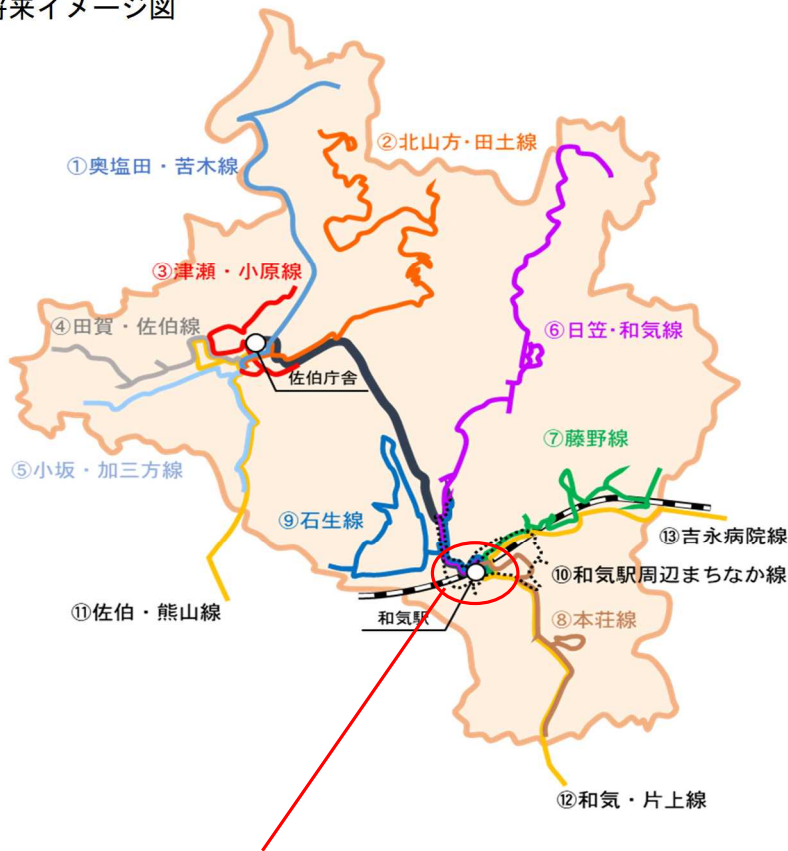 将来イメージ図
②北山方・田土線
①奥塩田・苦木線
③津瀬・小原線
④田賀・佐伯線
⑥日笠・和気線
佐伯庁舎
⑦藤野線
⑤小坂・加三方線
⑨石生線
⑬吉永病院線
⑩和気駅周辺まちなか線
⑪佐伯・熊山線
和気駅
⑧本荘線
⑫和気・片上線